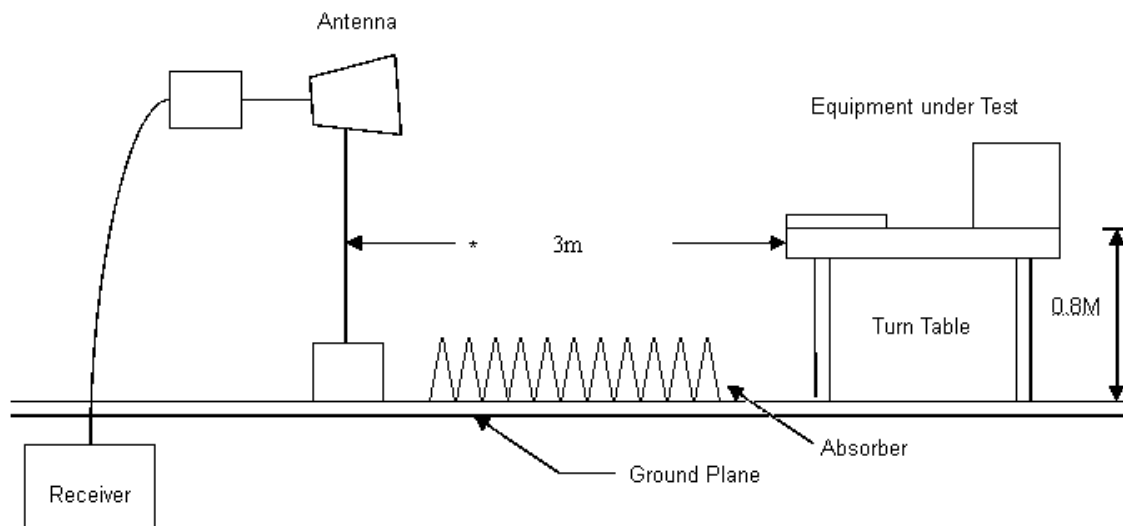 Antenna
Equipment under Test
* 3m
0.8M
Turn Table
Absorber
Ground Plane
Receiver